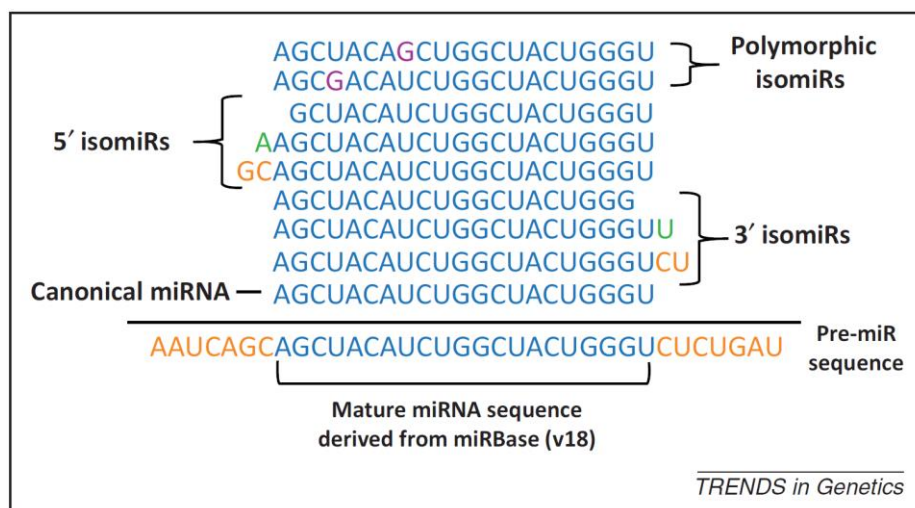 AGCUACAGCUGGCUACUGGGU
AGCGACAUCUGGCUACUGGGU
Polymorphic
isomiRs
GCUACAUCUGGCUACUGGGU
AAGCUACAUCUGGCUACUGGGU
GCAGCUACAUCUGGCUACUGGGU
5′ isomiRs
AGCUACAUCUGGCUACUGGG
AGCUACAUCUGGCUACUGGGUU
AGCUACAUCUGGCUACUGGGUCU
3′ isomiRs
Canonical miRNA — AGCUACAUCUGGCUACUGGGU
AAUCAGCAGCUACAUCUGGCUACUGGGUCUCUGAU
Pre-miR
sequence
Mature miRNA sequence
derived from miRBase (v18)
TRENDS in Genetics